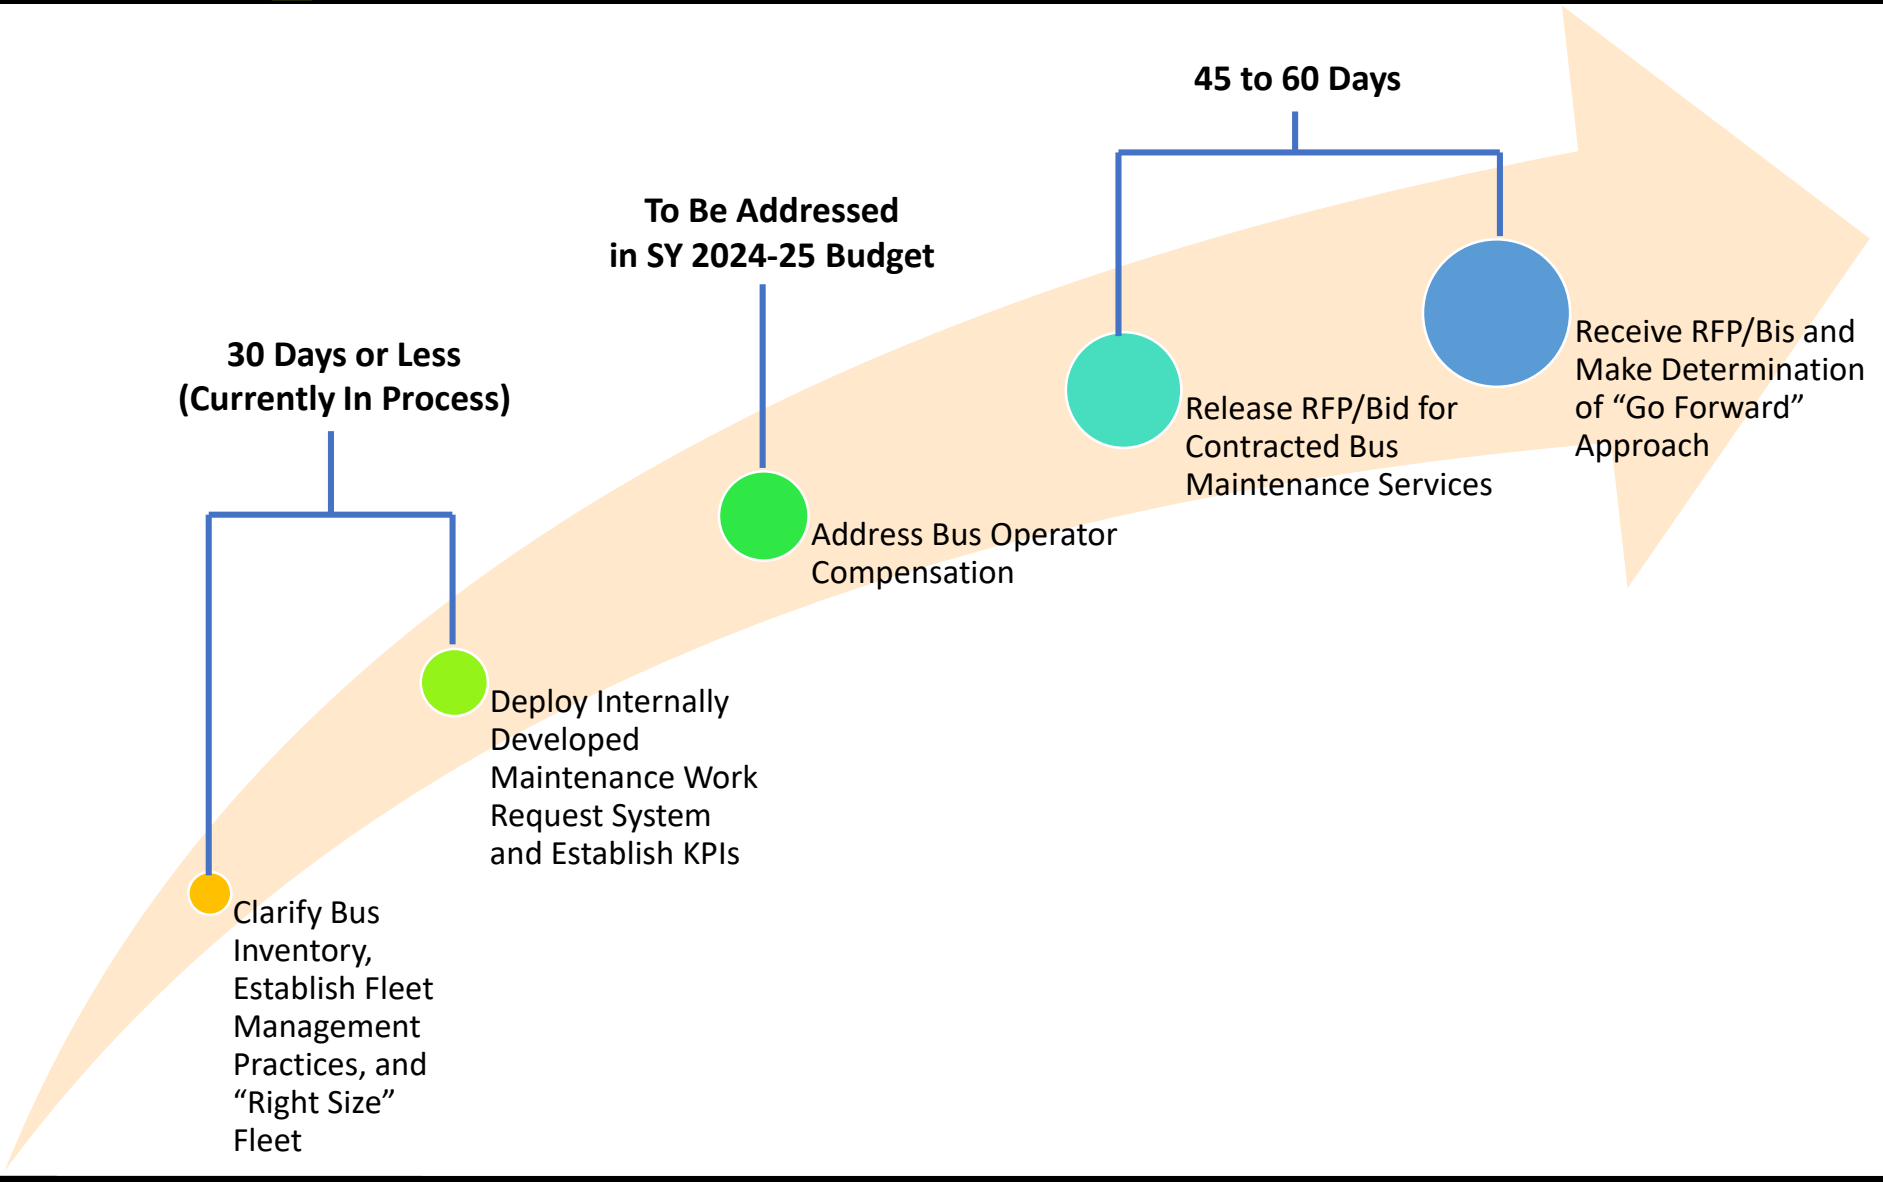 45 to 60 Days
To Be Addressed
in SY 2024-25 Budget
30 Days or Less
(Currently In Process)
Receive RFP/Bis and
Make Determination
of “Go Forward”
Approach
Release RFP/Bid for
Contracted Bus
Maintenance Services
Address Bus Operator
Compensation
Deploy Internally
Developed
Maintenance Work
Request System
and Establish KPIs
Clarify Bus
Inventory,
Establish Fleet
Management
Practices, and
“Right Size”
Fleet